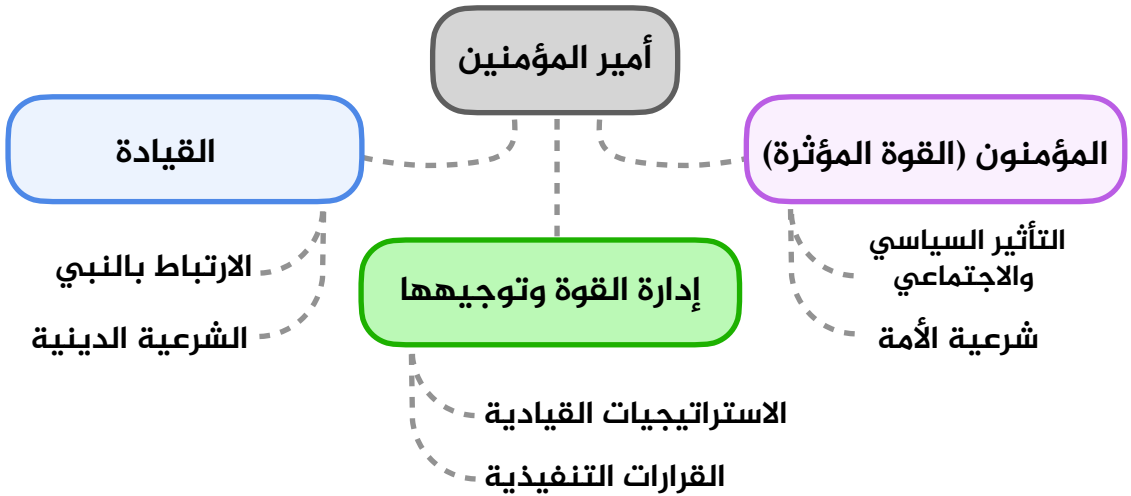 أمير المؤمنين
المؤمنون (القوة المؤثرة)
التأثير السياسي
والاجتماعي
شرعية الأمة
القيادة
الارتباط بالنبي
الشرعية الدينية
إدارة القوة وتوجيهها
الاستراتيجيات القيادية
القرارات التنفيذية